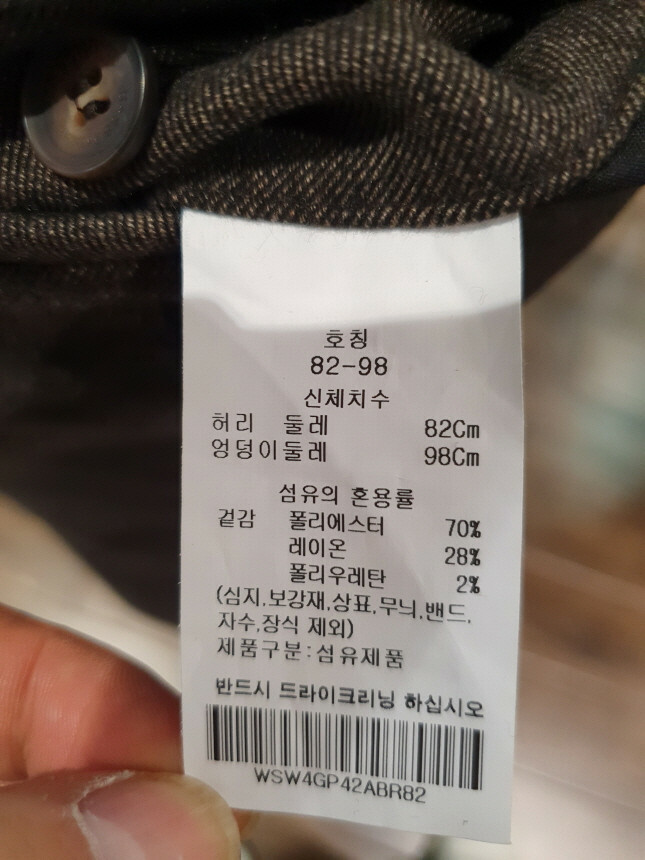 호칭
82-98
신체치수
허리 둘레 82Cm
엉덩이둘레 98Cm
섬유의 혼용률
겉감 폴리에스터 70%
레이온 28%
폴리우레탄 2%
(심지,보강재,상표,무늬,밴드,
자수,장식 제외)
제품구분:섬유제품
반드시 드라이크리닝 하십시오
WSW4GP42ABR82